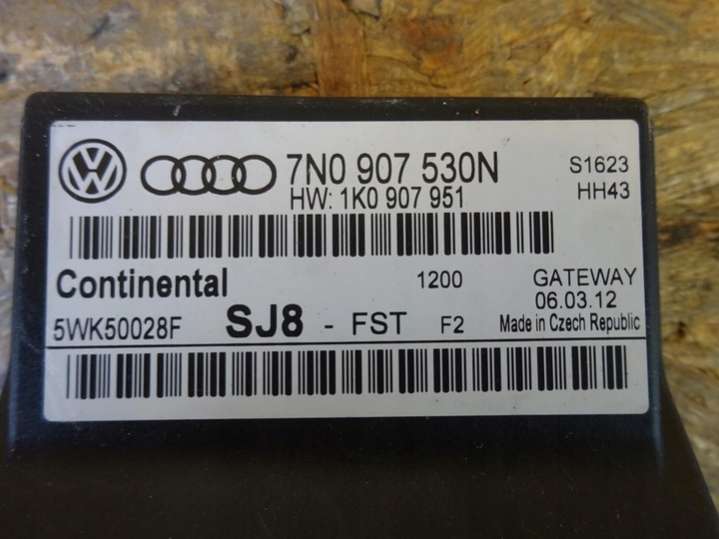 7N0 907 530N S1623
HW: 1K0 907 951 HH43
Continental 1200 GATEWAY
06.03.12
5WK50028F SJ8 - FST F2 Made in Czech Republic